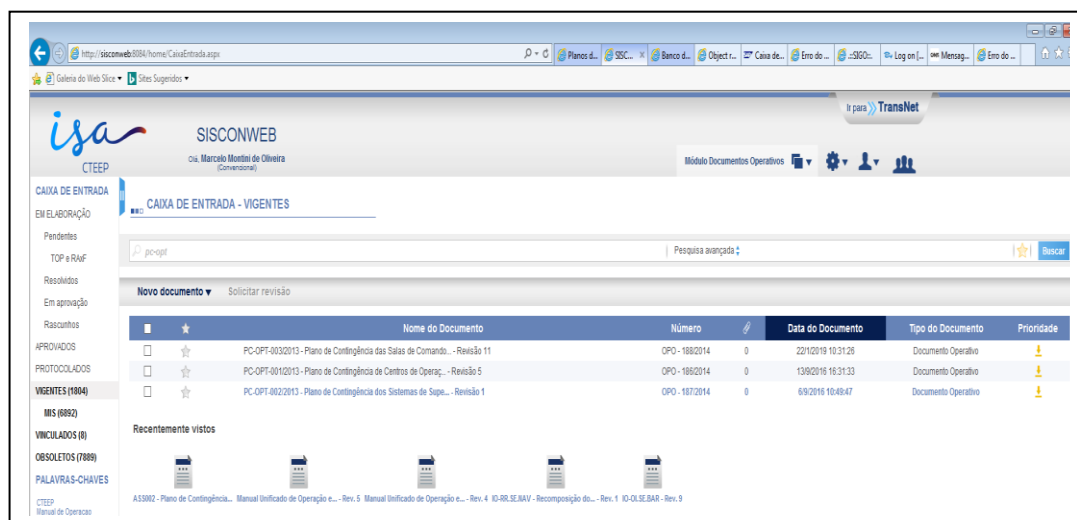 http://sisconweb:8084/home/CaixaEntrada.aspx
Planos d... SISC... Banco d... Object r... Caixa de... Erro do ... .::SIGO::. Log on [... Mensag... Erro do ...
Galeria do Web Slice Sites Sugeridos
Ir para TransNet
isa
CTEEP
SISCONWEB
Olá, Marcelo Montini de Oliveira
(Convencional)
Módulo Documentos Operativos
CAIXA DE ENTRADA
EM ELABORAÇÃO
Pendentes
TOP e RAxF
Resolvidos
Em aprovação
Rascunhos
APROVADOS
PROTOCOLADOS
VIGENTES (1804)
MIS (6892)
VINCULADOS (8)
OBSOLETOS (7889)
PALAVRAS-CHAVES
CTEEP
Manual de Operacao
CAIXA DE ENTRADA - VIGENTES
pc-opt Pesquisa avançada Buscar
Novo documento Solicitar revisão
Nome do Documento Número Data do Documento Tipo do Documento Prioridade
PC-OPT-003/2013 - Plano de Contingência das Salas de Comando... - Revisão 11 OPO - 188/2014 0 22/1/2019 10:31:26 Documento Operativo
PC-OPT-001/2013 - Plano de Contingência de Centros de Operaç... - Revisão 5 OPO - 186/2014 0 13/9/2016 16:31:33 Documento Operativo
PC-OPT-002/2013 - Plano de Contingência dos Sistemas de Supe... - Revisão 1 OPO - 187/2014 0 6/9/2016 10:49:47 Documento Operativo
Recentemente vistos
ASS002 - Plano de Contingência... Manual Unificado de Operação e... - Rev. 5 Manual Unificado de Operação e... - Rev. 4 IO-RR.SE.NAV - Recomposição do... - Rev. 1 IO-OI.SE.BAR - Rev. 9